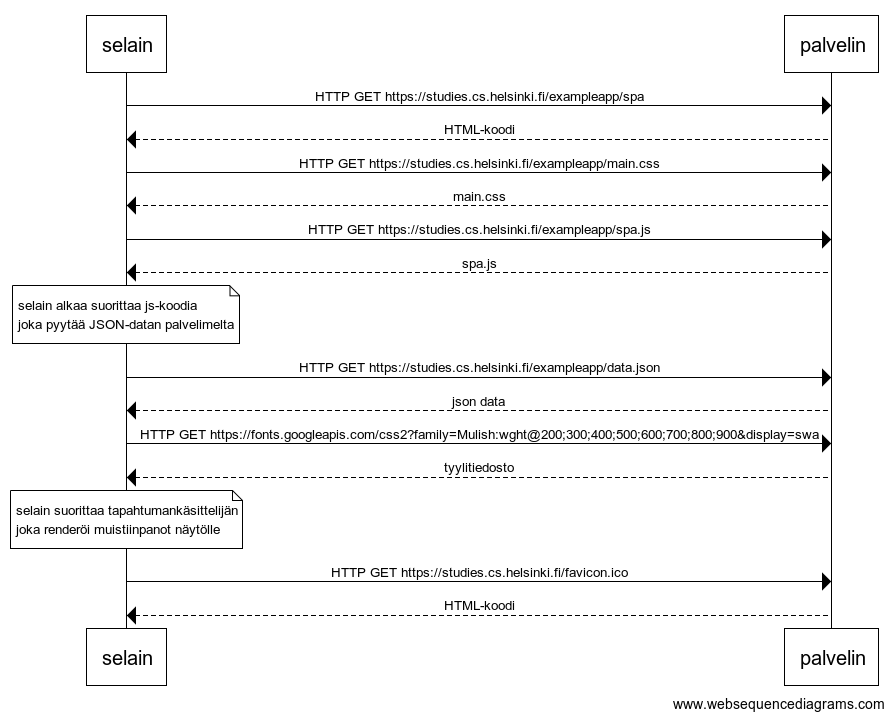 selain
palvelin
HTTP GET https://studies.cs.helsinki.fi/exampleapp/spa
HTML-koodi
HTTP GET https://studies.cs.helsinki.fi/exampleapp/main.css
main.css
HTTP GET https://studies.cs.helsinki.fi/exampleapp/spa.js
spa.js
selain alkaa suorittaa js-koodia
joka pyytää JSON-datan palvelimelta
HTTP GET https://studies.cs.helsinki.fi/exampleapp/data.json
json data
HTTP GET https://fonts.googleapis.com/css2?family=Mulish:wght@200;300;400;500;600;700;800;900&display=swa
tyylitiedosto
selain suorittaa tapahtumankäsittelijän
joka renderöi muistiinpanot näytölle
HTTP GET https://studies.cs.helsinki.fi/favicon.ico
HTML-koodi
selain
palvelin
www.websequencediagrams.com